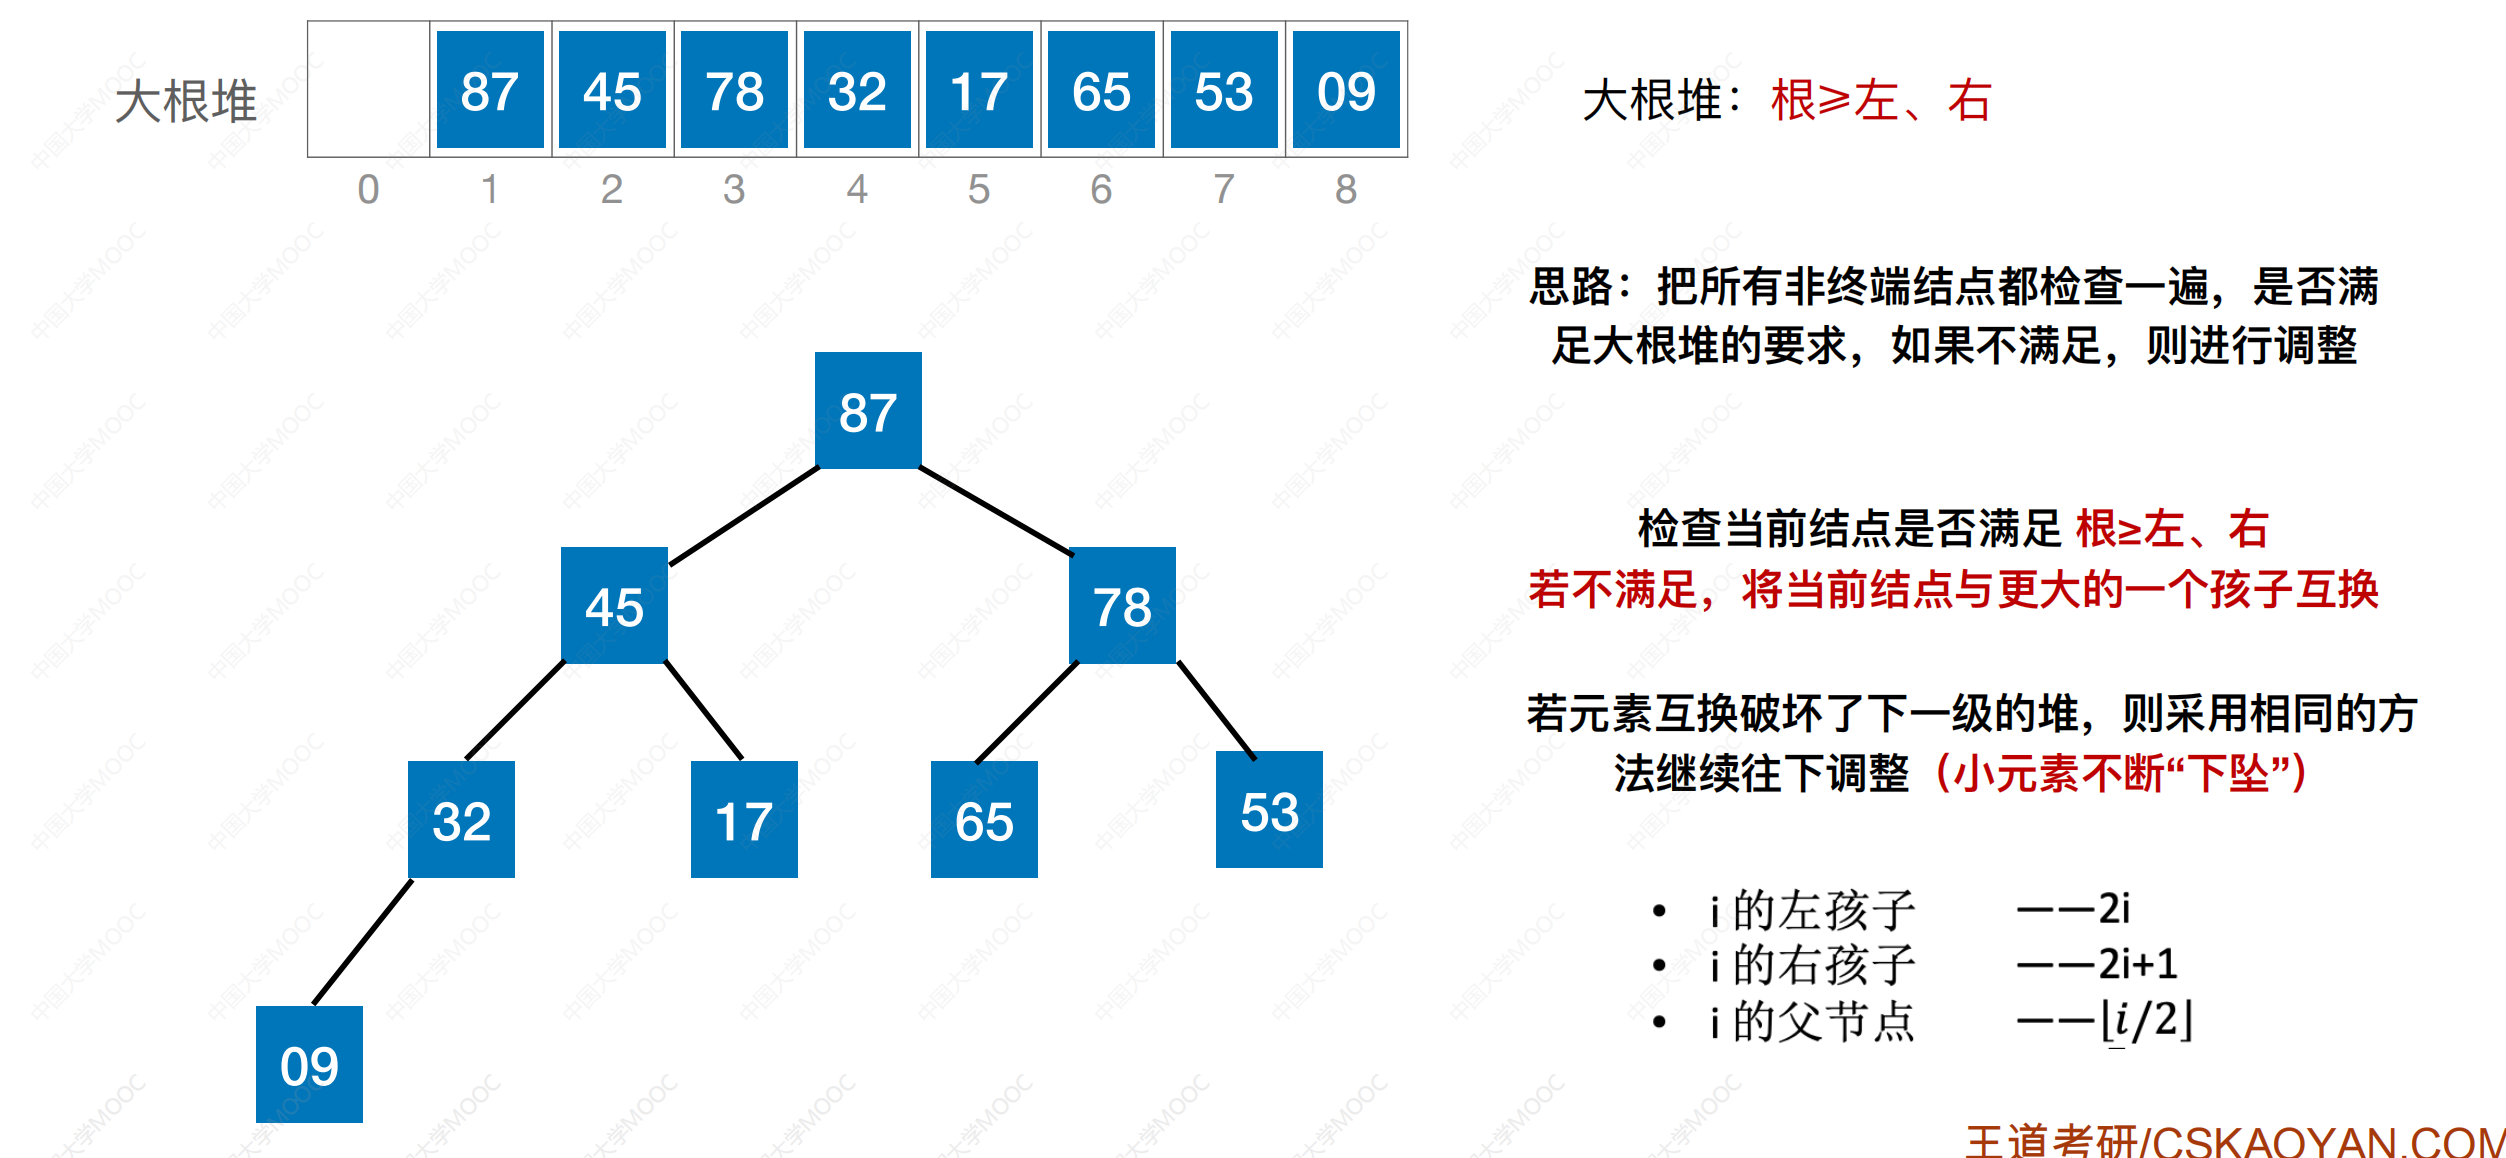 大根堆 87 45 78 32 17 65 53 09
0 1 2 3 4 5 6 7 8
大根堆：根≥左、右
思路：把所有非终端结点都检查一遍，是否满
足大根堆的要求，如果不满足，则进行调整
87
45 78
32 17 65 53
09
检查当前结点是否满足 根≥左、右
若不满足，将当前结点与更大的一个孩子互换
若元素互换破坏了下一级的堆，则采用相同的方
法继续往下调整（小元素不断“下坠”）
• i 的左孩子 ——2i
• i 的右孩子 ——2i+1
• i 的父节点 ——⌊i/2⌋
王道考研/CSKAOYAN.COM
中国大学MOOC